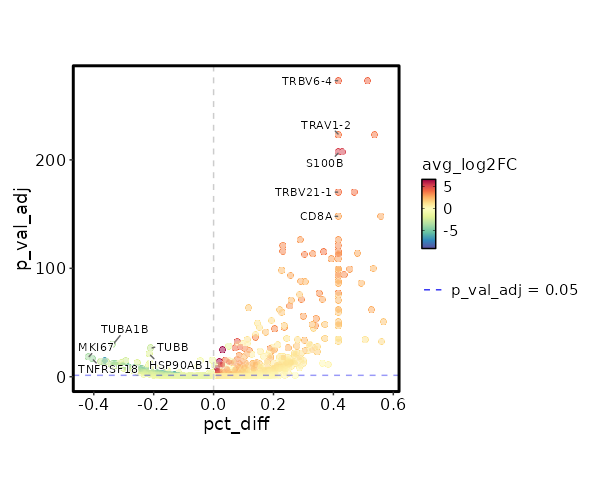 TRBV6-4
TRAV1-2
S100B
TRBV21-1
CD8A
TUBA1B
MKI67
TUBB
TNFRSF18
HSP90AB1
p_val_adj
200
100
0
-0.4
-0.2
0.0
0.2
0.4
0.6
pct_diff
avg_log2FC
5
0
-5
p_val_adj = 0.05